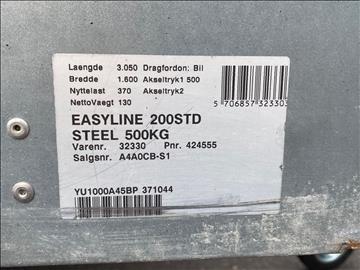 Laengde 3.050 Dragfordon: Bil
Bredde 1.600 Akseltryk1 500
Nyttelast 370 Akseltryk2
NettoVaegt 130
5 706857 323303
EASYLINE 200STD
STEEL 500KG
Varenr. 32330 Pnr. 424555
Salgsnr. A4A0CB-S1
YU1000A45BP 371044